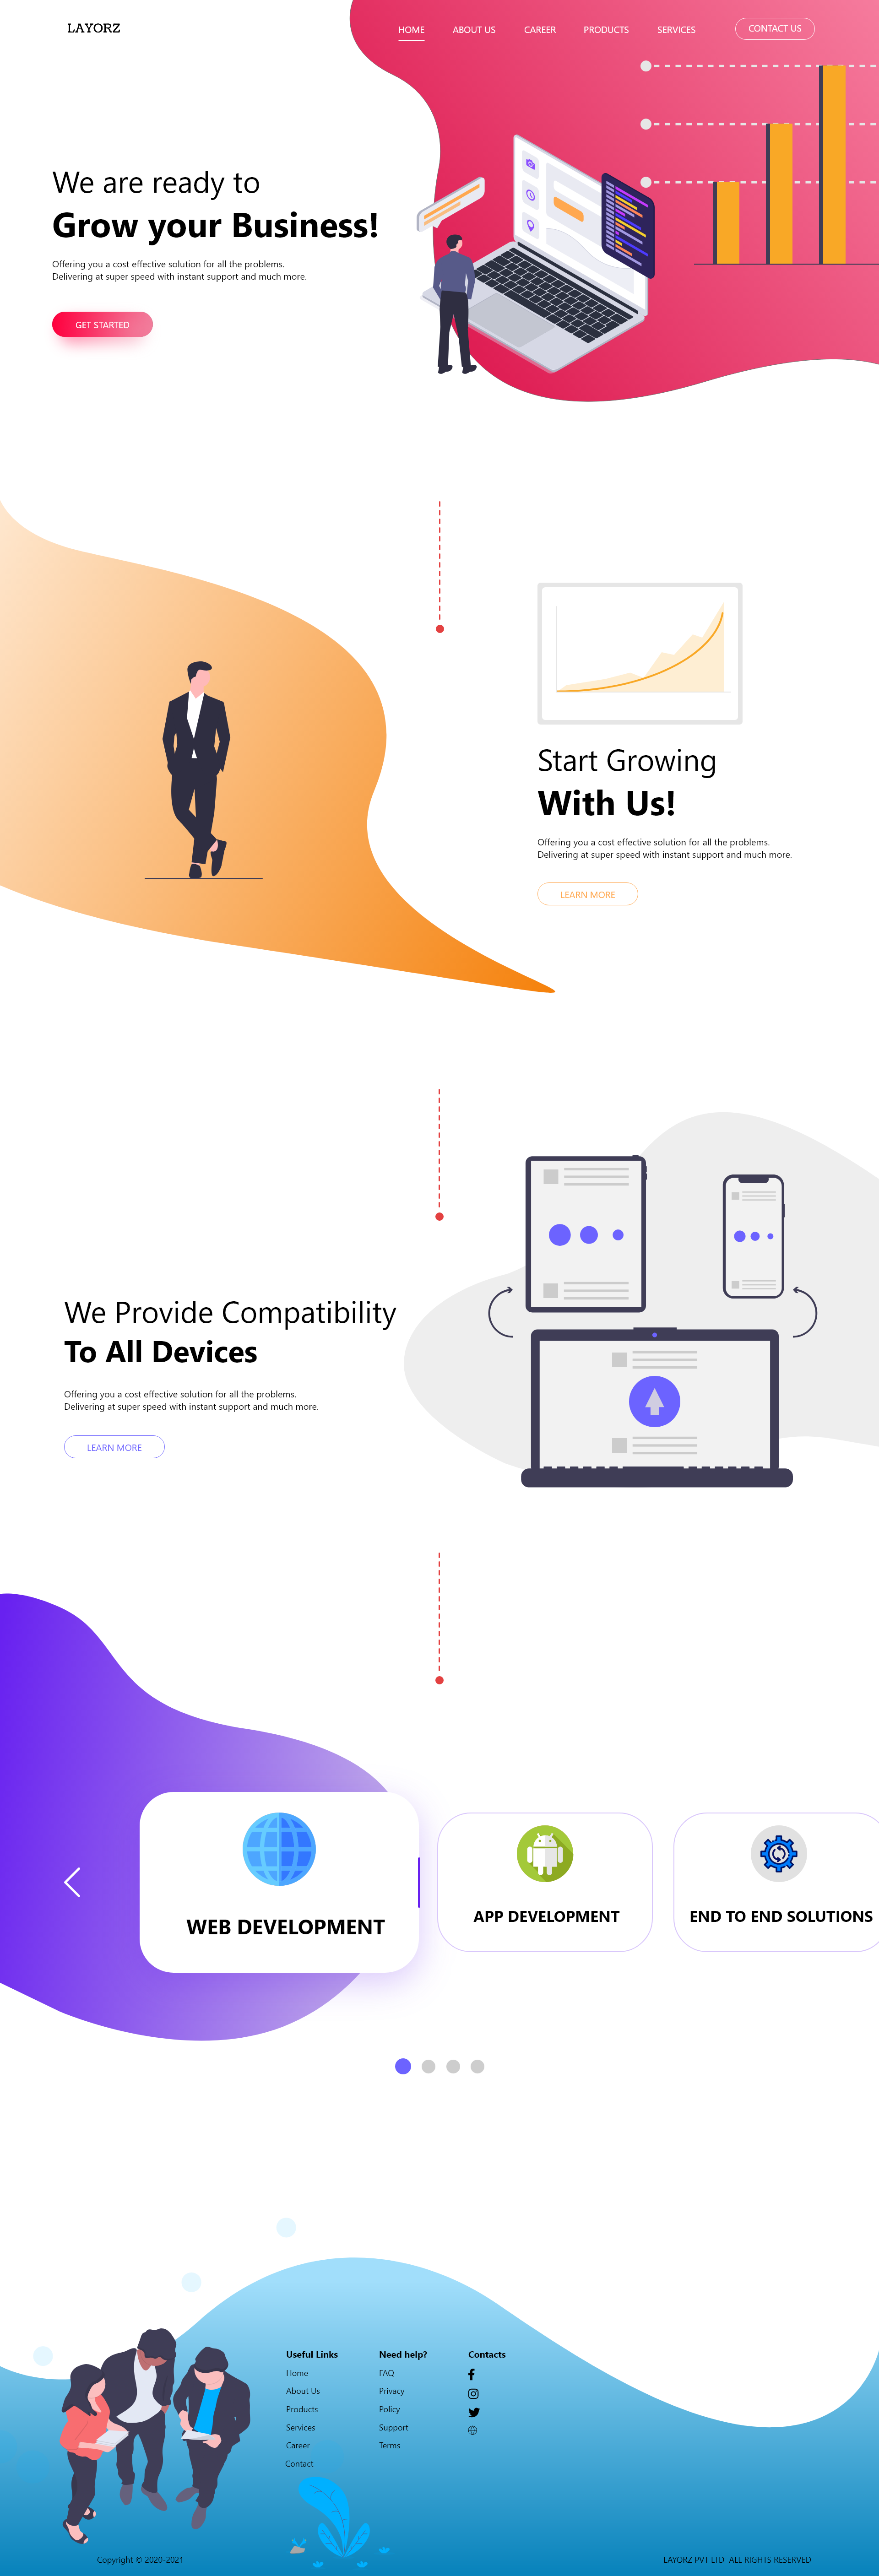 LAYORZ
HOME ABOUT US CAREER PRODUCTS SERVICES CONTACT US
We are ready to
Grow your Business!
Offering you a cost effective solution for all the problems.
Delivering at super speed with instant support and much more.
GET STARTED
Start Growing
With Us!
Offering you a cost effective solution for all the problems.
Delivering at super speed with instant support and much more.
LEARN MORE
We Provide Compatibility
To All Devices
Offering you a cost effective solution for all the problems.
Delivering at super speed with instant support and much more.
LEARN MORE
WEB DEVELOPMENT
APP DEVELOPMENT
END TO END SOLUTIONS
Useful Links
Home
About Us
Products
Services
Career
Contact
Need help?
FAQ
Privacy
Policy
Support
Terms
Contacts
Copyright © 2020-2021
LAYORZ PVT LTD ALL RIGHTS RESERVED